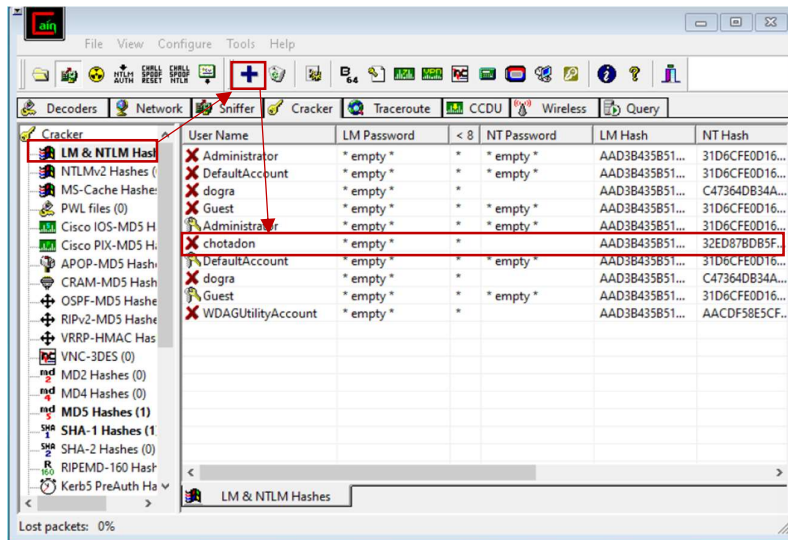 Caín
File View Configure Tools Help
NTLM AUTH CHALL SPOOF RESET CHALL SPOOF NTLM B64
Decoders Network Sniffer Cracker Traceroute CCDU Wireless Query
Cracker
LM & NTLM Hash
NTLMv2 Hashes (
MS-Cache Hashe
PWL files (0)
Cisco IOS-MD5 H
Cisco PIX-MD5 Ha
APOP-MD5 Hash
CRAM-MD5 Hash
OSPF-MD5 Hashe
RIPv2-MD5 Hashe
VRRP-HMAC Has
VNC-3DES (0)
MD2 Hashes (0)
MD4 Hashes (0)
MD5 Hashes (1)
SHA-1 Hashes (1)
SHA-2 Hashes (0)
RIPEMD-160 Hash
Kerb5 PreAuth Ha
User Name LM Password < 8 NT Password LM Hash NT Hash
Administrator * empty * * * empty * AAD3B435B51... 31D6CFE0D16...
DefaultAccount * empty * * * empty * AAD3B435B51... 31D6CFE0D16...
dogra * empty * * AAD3B435B51... C47364DB34A...
Guest * empty * * * empty * AAD3B435B51... 31D6CFE0D16...
Administrator * empty * * * empty * AAD3B435B51... 31D6CFE0D16...
chotadon * empty * * AAD3B435B51... 32ED87BDB5F...
DefaultAccount * empty * * * empty * AAD3B435B51... 31D6CFE0D16...
dogra * empty * * AAD3B435B51... C47364DB34A...
Guest * empty * * * empty * AAD3B435B51... 31D6CFE0D16...
WDAGUtilityAccount * empty * * AAD3B435B51... AACDF58E5CF...
LM & NTLM Hashes
Lost packets: 0%